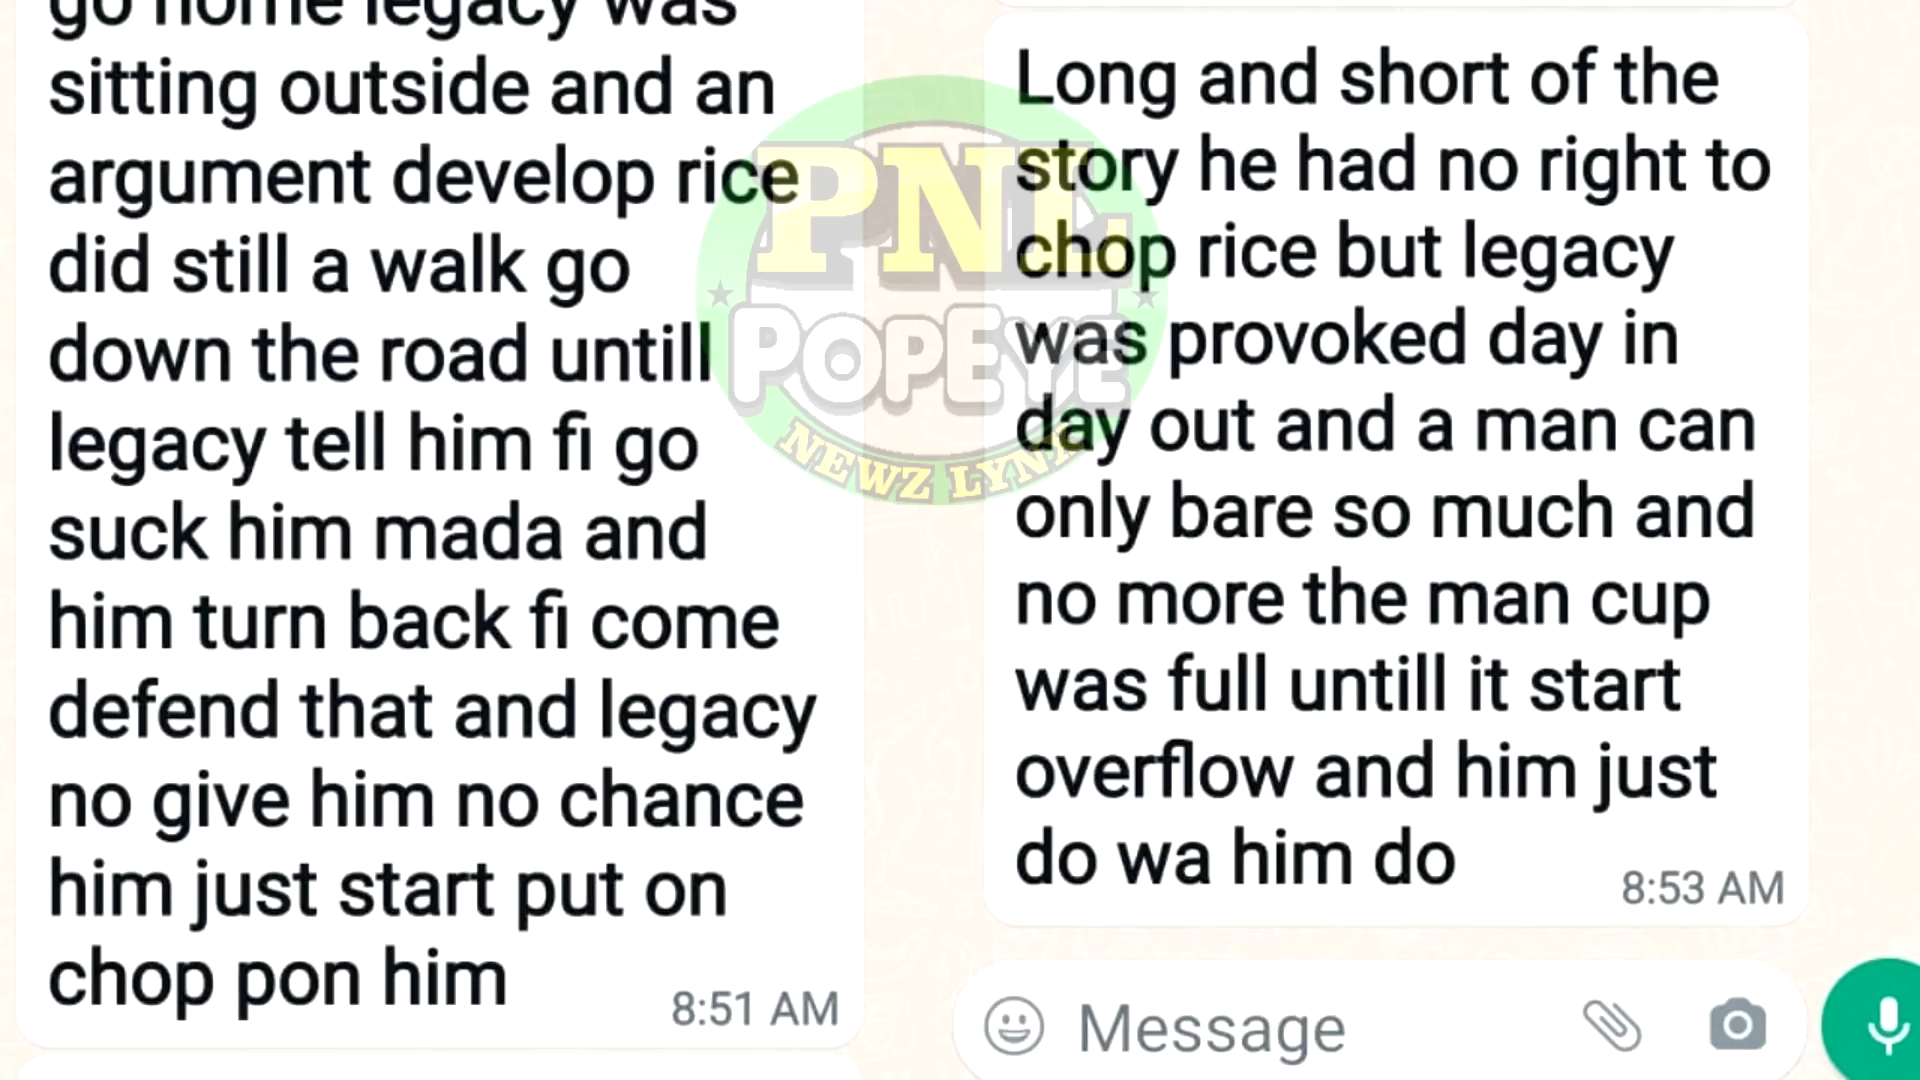 go home legacy was
sitting outside and an
argument develop rice
did still a walk go
down the road untill
legacy tell him fi go
suck him mada and
him turn back fi come
defend that and legacy
no give him no chance
him just start put on
chop pon him
8:51 AM
Long and short of the
story he had no right to
chop rice but legacy
was provoked day in
day out and a man can
only bare so much and
no more the man cup
was full untill it start
overflow and him just
do wa him do
8:53 AM
Message
PNL
POPEYE
NEWZ LYNX